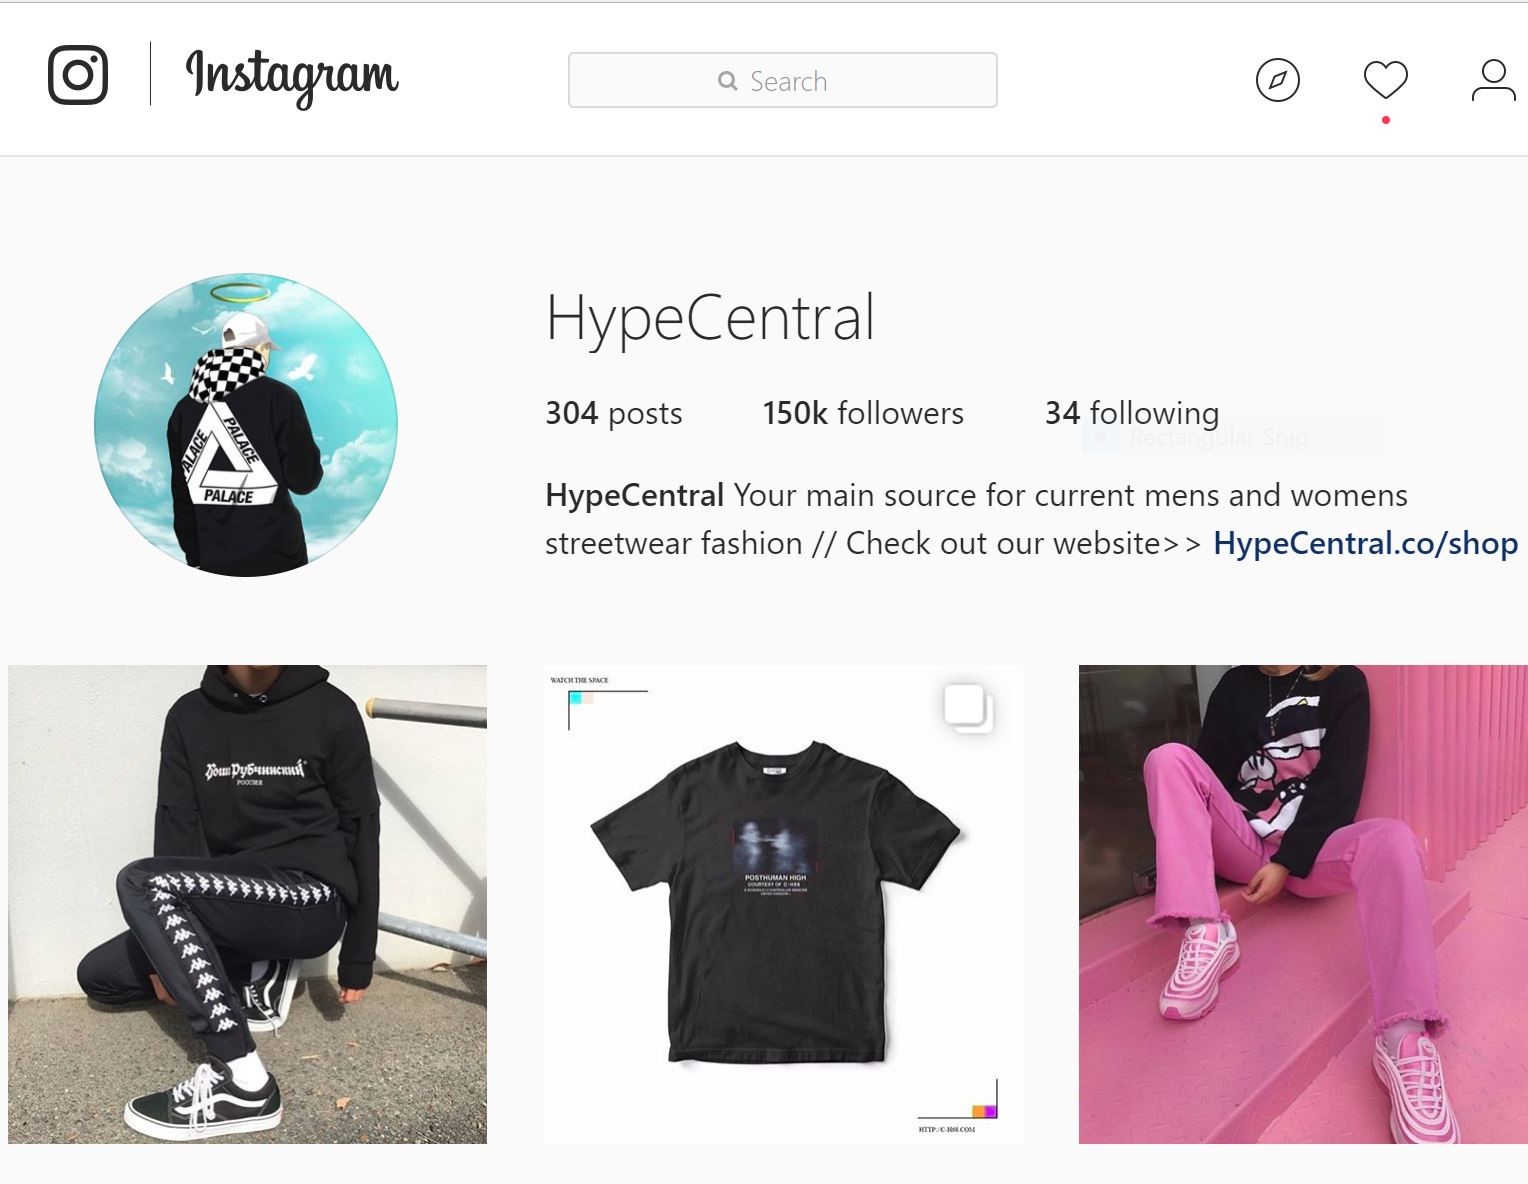 Instagram
Search
HypeCentral
304 posts 150k followers 34 following
Rectangular Snip
HypeCentral Your main source for current mens and womens
streetwear fashion // Check out our website>> HypeCentral.co/shop
PALACE
PALACE
PALACE
Гоша Рубчинский
РОССИЯ
WATCH THE SPACE
POSTHUMAN HIGH
COURTESY OF C-H88
HTTP://C-H88.COM